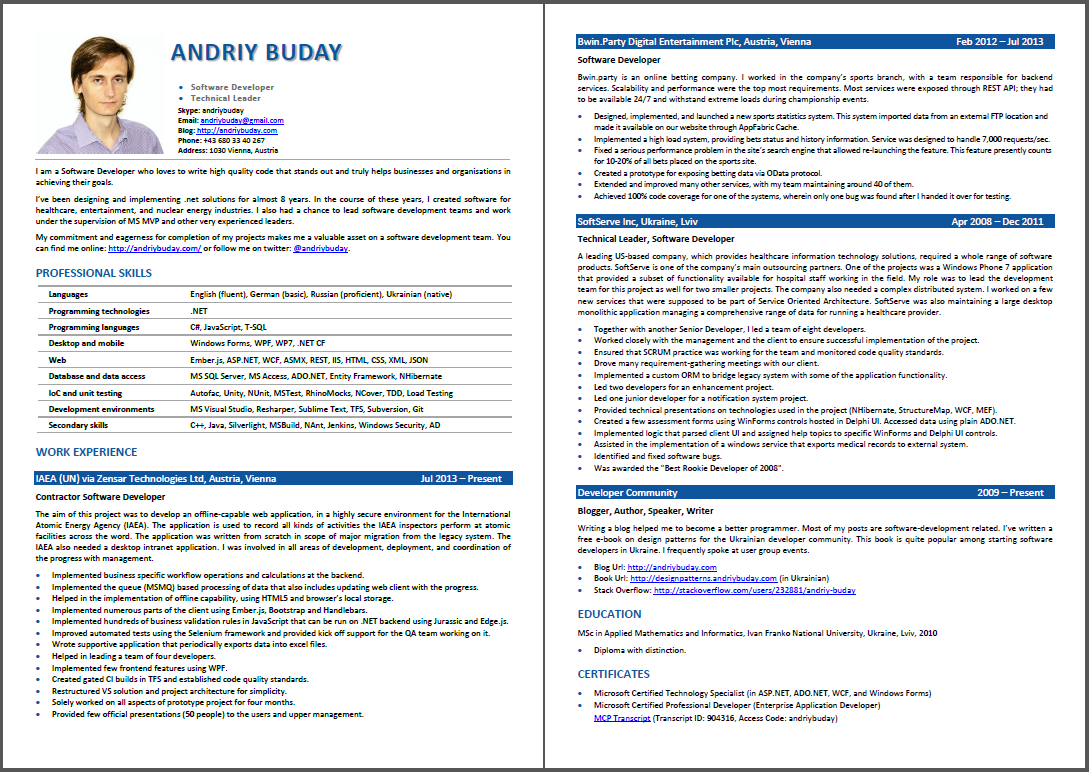 ANDRIY BUDAY
• Software Developer
• Technical Leader
Skype: andriybuday
Email: andriybuday@gmail.com
Blog: http://andriybuday.com
Phone: +43 680 33 40 267
Address: 1030 Vienna, Austria
I am a Software Developer who loves to write high quality code that stands out and truly helps businesses and organisations in
achieving their goals.
I've been designing and implementing .net solutions for almost 8 years. In the course of these years, I created software for
healthcare, entertainment, and nuclear energy industries. I also had a chance to lead software development teams and work
under the supervision of MS MVP and other very experienced leaders.
My commitment and eagerness for completion of my projects makes me a valuable asset on a software development team. You
can find me online: http://andriybuday.com/ or follow me on twitter: @andriybuday.
PROFESSIONAL SKILLS
Languages English (fluent), German (basic), Russian (proficient), Ukrainian (native)
Programming technologies .NET
Programming languages C#, JavaScript, T-SQL
Desktop and mobile Windows Forms, WPF, WP7, .NET CF
Web Ember.js, ASP.NET, WCF, ASMX, REST, IIS, HTML, CSS, XML, JSON
Database and data access MS SQL Server, MS Access, ADO.NET, Entity Framework, NHibernate
IoC and unit testing Autofac, Unity, NUnit, MSTest, RhinoMocks, NCover, TDD, Load Testing
Development environments MS Visual Studio, Resharper, Sublime Text, TFS, Subversion, Git
Secondary skills C++, Java, Silverlight, MSBuild, NAnt, Jenkins, Windows Security, AD
WORK EXPERIENCE
IAEA (UN) via Zensar Technologies Ltd, Austria, Vienna Jul 2013 – Present
Contractor Software Developer
The aim of this project was to develop an offline-capable web application, in a highly secure environment for the International
Atomic Energy Agency (IAEA). The application is used to record all kinds of activities the IAEA inspectors perform at atomic
facilities across the word. The application was written from scratch in scope of major migration from the legacy system. The
IAEA also needed a desktop intranet application. I was involved in all areas of development, deployment, and coordination of
the progress with management.
• Implemented business specific workflow operations and calculations at the backend.
• Implemented the queue (MSMQ) based processing of data that also includes updating web client with the progress.
• Helped in the implementation of offline capability, using HTML5 and browser's local storage.
• Implemented numerous parts of the client using Ember.js, Bootstrap and Handlebars.
• Implemented hundreds of business validation rules in JavaScript that can be run on .NET backend using Jurassic and Edge.js.
• Improved automated tests using the Selenium framework and provided kick off support for the QA team working on it.
• Wrote supportive application that periodically exports data into excel files.
• Helped in leading a team of four developers.
• Implemented few frontend features using WPF.
• Created gated CI builds in TFS and established code quality standards.
• Restructured VS solution and project architecture for simplicity.
• Solely worked on all aspects of prototype project for four months.
• Provided few official presentations (50 people) to the users and upper management.
Bwin.Party Digital Entertainment Plc, Austria, Vienna Feb 2012 – Jul 2013
Software Developer
Bwin.party is an online betting company. I worked in the company's sports branch, with a team responsible for backend
services. Scalability and performance were the top most requirements. Most services were exposed through REST API; they had
to be available 24/7 and withstand extreme loads during championship events.
• Designed, implemented, and launched a new sports statistics system. This system imported data from an external FTP location and
made it available on our website through AppFabric Cache.
• Implemented a high load system, providing bets status and history information. Service was designed to handle 7,000 requests/sec.
• Fixed a serious performance problem in the site's search engine that allowed re-launching the feature. This feature presently counts
for 10-20% of all bets placed on the sports site.
• Created a prototype for exposing betting data via OData protocol.
• Extended and improved many other services, with my team maintaining around 40 of them.
• Achieved 100% code coverage for one of the systems, wherein only one bug was found after I handed it over for testing.
SoftServe Inc, Ukraine, Lviv Apr 2008 – Dec 2011
Technical Leader, Software Developer
A leading US-based company, which provides healthcare information technology solutions, required a whole range of software
products. SoftServe is one of the company's main outsourcing partners. One of the projects was a Windows Phone 7 application
that provided a subset of functionality available for hospital staff working in the field. My role was to lead the development
team for this project as well for two smaller projects. The company also needed a complex distributed system. I worked on a few
new services that were supposed to be part of Service Oriented Architecture. SoftServe was also maintaining a large desktop
monolithic application managing a comprehensive range of data for running a healthcare provider.
• Together with another Senior Developer, I led a team of eight developers.
• Worked closely with the management and the client to ensure successful implementation of the project.
• Ensured that SCRUM practice was working for the team and monitored code quality standards.
• Drove many requirement-gathering meetings with our client.
• Implemented a custom ORM to bridge legacy system with some of the application functionality.
• Led two developers for an enhancement project.
• Led one junior developer for a notification system project.
• Provided technical presentations on technologies used in the project (NHibernate, StructureMap, WCF, MEF).
• Created a few assessment forms using WinForms controls hosted in Delphi UI. Accessed data using plain ADO.NET.
• Implemented logic that parsed client UI and assigned help topics to specific WinForms and Delphi UI controls.
• Assisted in the implementation of a windows service that exports medical records to external system.
• Identified and fixed software bugs.
• Was awarded the "Best Rookie Developer of 2008".
Developer Community 2009 – Present
Blogger, Author, Speaker, Writer
Writing a blog helped me to become a better programmer. Most of my posts are software-development related. I've written a
free e-book on design patterns for the Ukrainian developer community. This book is quite popular among starting software
developers in Ukraine. I frequently spoke at user group events.
• Blog Url: http://andriybuday.com
• Book Url: http://designpatterns.andriybuday.com (in Ukrainian)
• Stack Overflow: http://stackoverflow.com/users/232881/andriy-buday
EDUCATION
MSc in Applied Mathematics and Informatics, Ivan Franko National University, Ukraine, Lviv, 2010
• Diploma with distinction.
CERTIFICATES
• Microsoft Certified Technology Specialist (in ASP.NET, ADO.NET, WCF, and Windows Forms)
• Microsoft Certified Professional Developer (Enterprise Application Developer)
MCP Transcript (Transcript ID: 904316, Access Code: andriybuday)